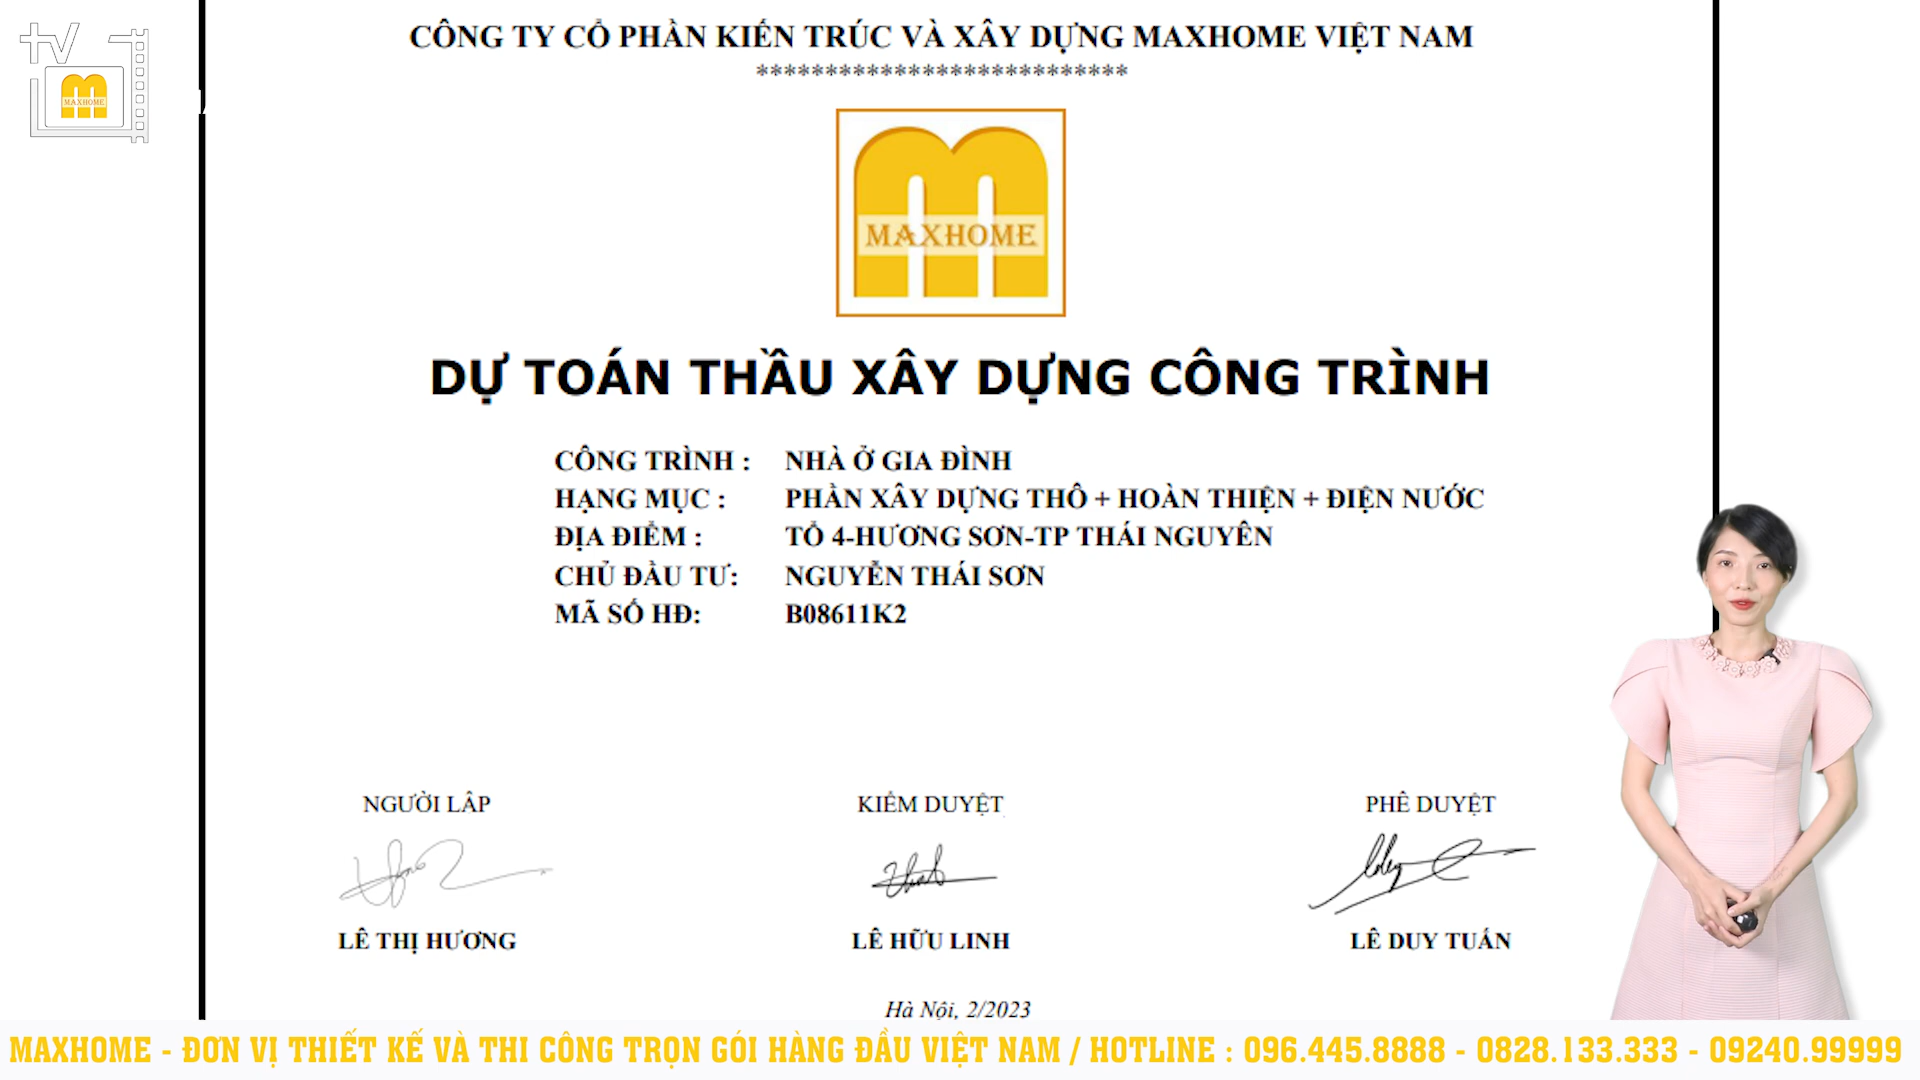 tv
MAXHOME
CÔNG TY CỔ PHẦN KIẾN TRÚC VÀ XÂY DỰNG MAXHOME VIỆT NAM
***************************
MAXHOME
DỰ TOÁN THẦU XÂY DỰNG CÔNG TRÌNH
CÔNG TRÌNH : NHÀ Ở GIA ĐÌNH
HẠNG MỤC : PHẦN XÂY DỰNG THÔ + HOÀN THIỆN + ĐIỆN NƯỚC
ĐỊA ĐIỂM : TỔ 4-HƯƠNG SƠN-TP THÁI NGUYÊN
CHỦ ĐẦU TƯ: NGUYỄN THÁI SƠN
MÃ SỐ HĐ: B08611K2
NGƯỜI LẬP KIỂM DUYỆT PHÊ DUYỆT
LÊ THỊ HƯƠNG LÊ HỮU LINH LÊ DUY TUẤN
Hà Nội, 2/2023
MAXHOME - ĐƠN VỊ THIẾT KẾ VÀ THI CÔNG TRỌN GÓI HÀNG ĐẦU VIỆT NAM / HOTLINE : 096.445.8888 - 0828.133.333 - 09240.99999